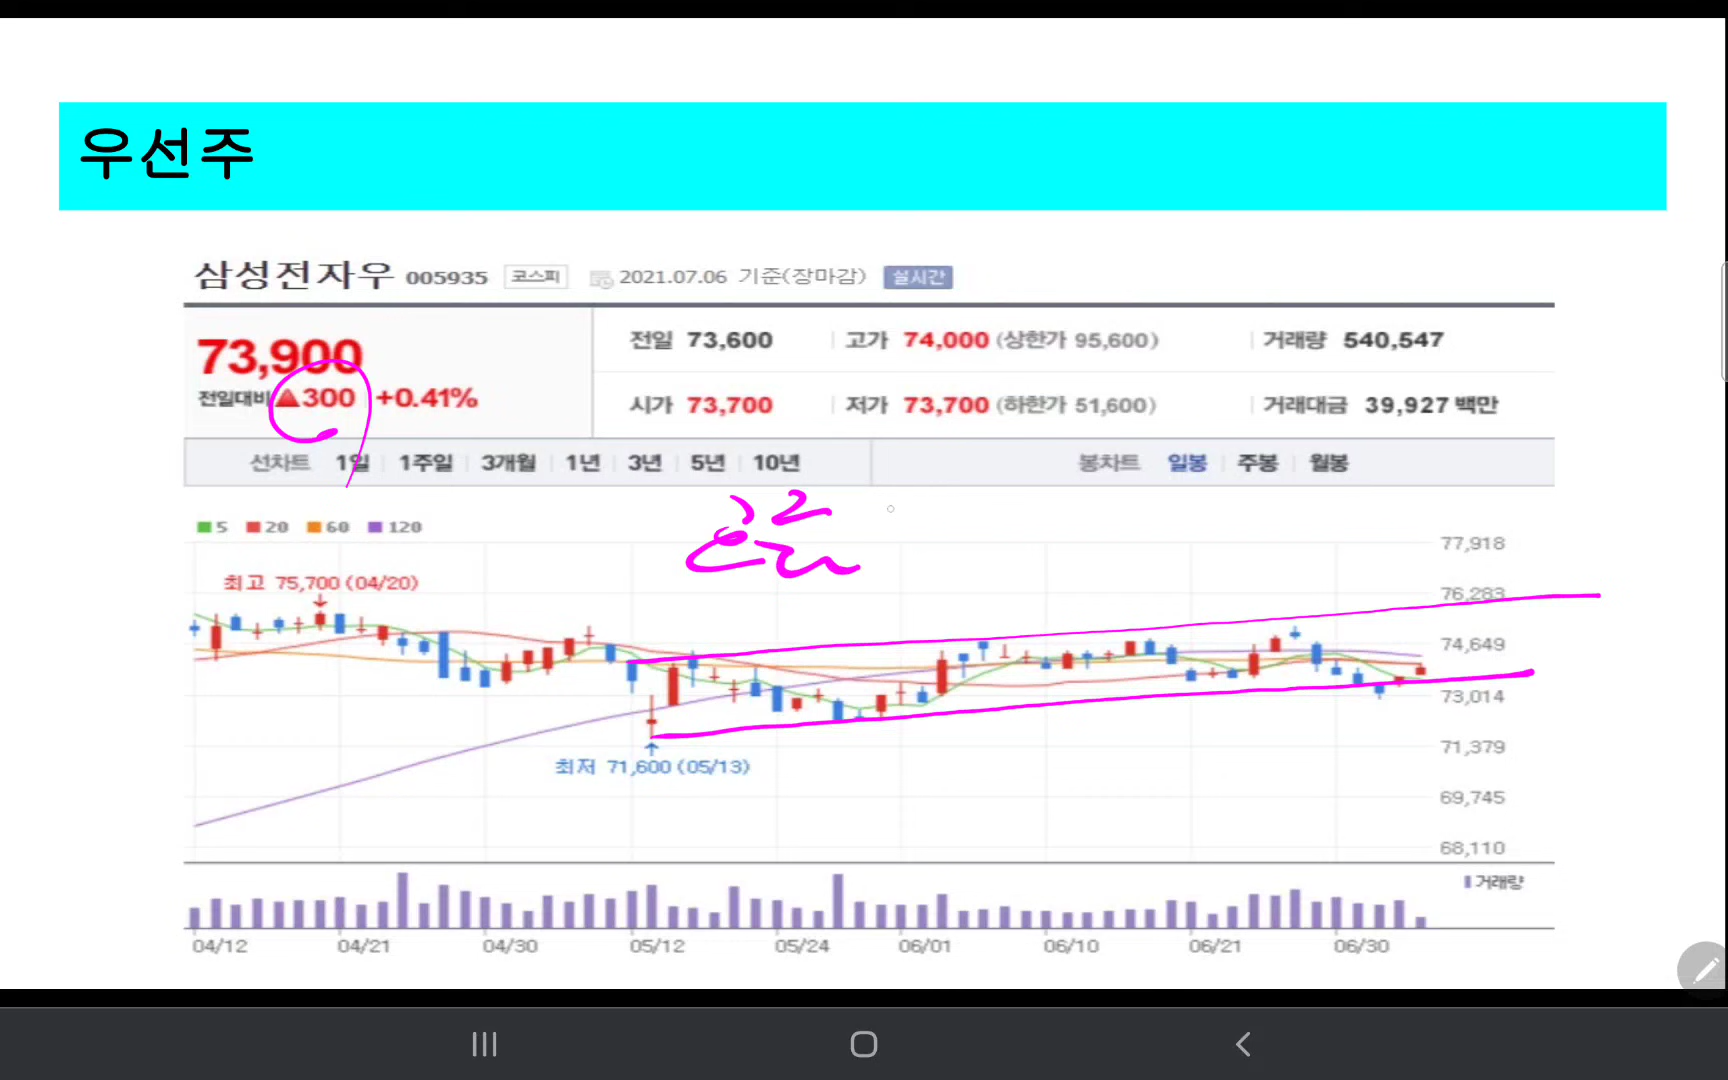 우선주
삼성전자우 005935 코스피 2021.07.06 기준(장마감) 실시간
73,900
전일대비 ▲300 +0.41%
전일 73,600 고가 74,000 (상한가 95,600) 거래량 540,547
시가 73,700 저가 73,700 (하한가 51,600) 거래대금 39,927 백만
선차트 1일 1주일 3개월 1년 3년 5년 10년 봉차트 일봉 주봉 월봉
5 20 60 120
77,918
최고 75,700 (04/20)
76,283
74,649
73,014
71,379
최저 71,600 (05/13)
69,745
68,110
거래량
04/12 04/21 04/30 05/12 05/24 06/01 06/10 06/21 06/30